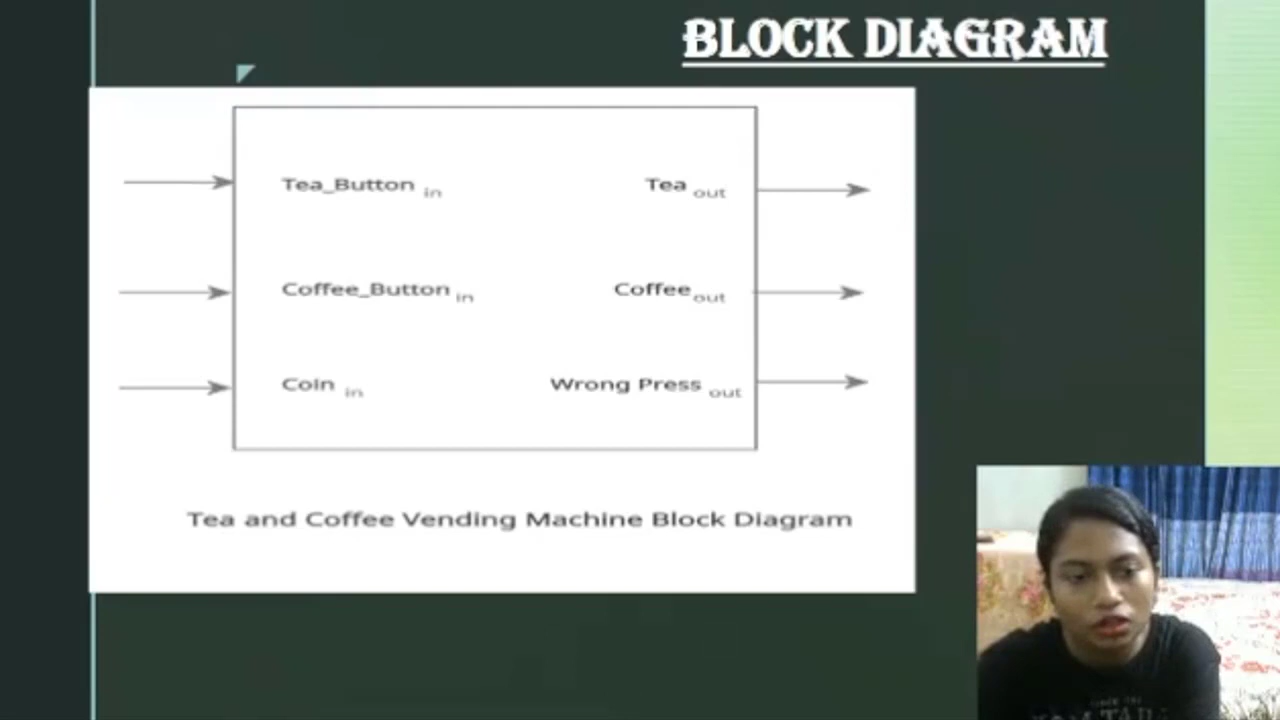 BLOCK DIAGRAM
Tea_Button in
Tea out
Coffee_Button in
Coffee out
CoIn in
Wrong Press out
Tea and Coffee Vending Machine Block Diagram